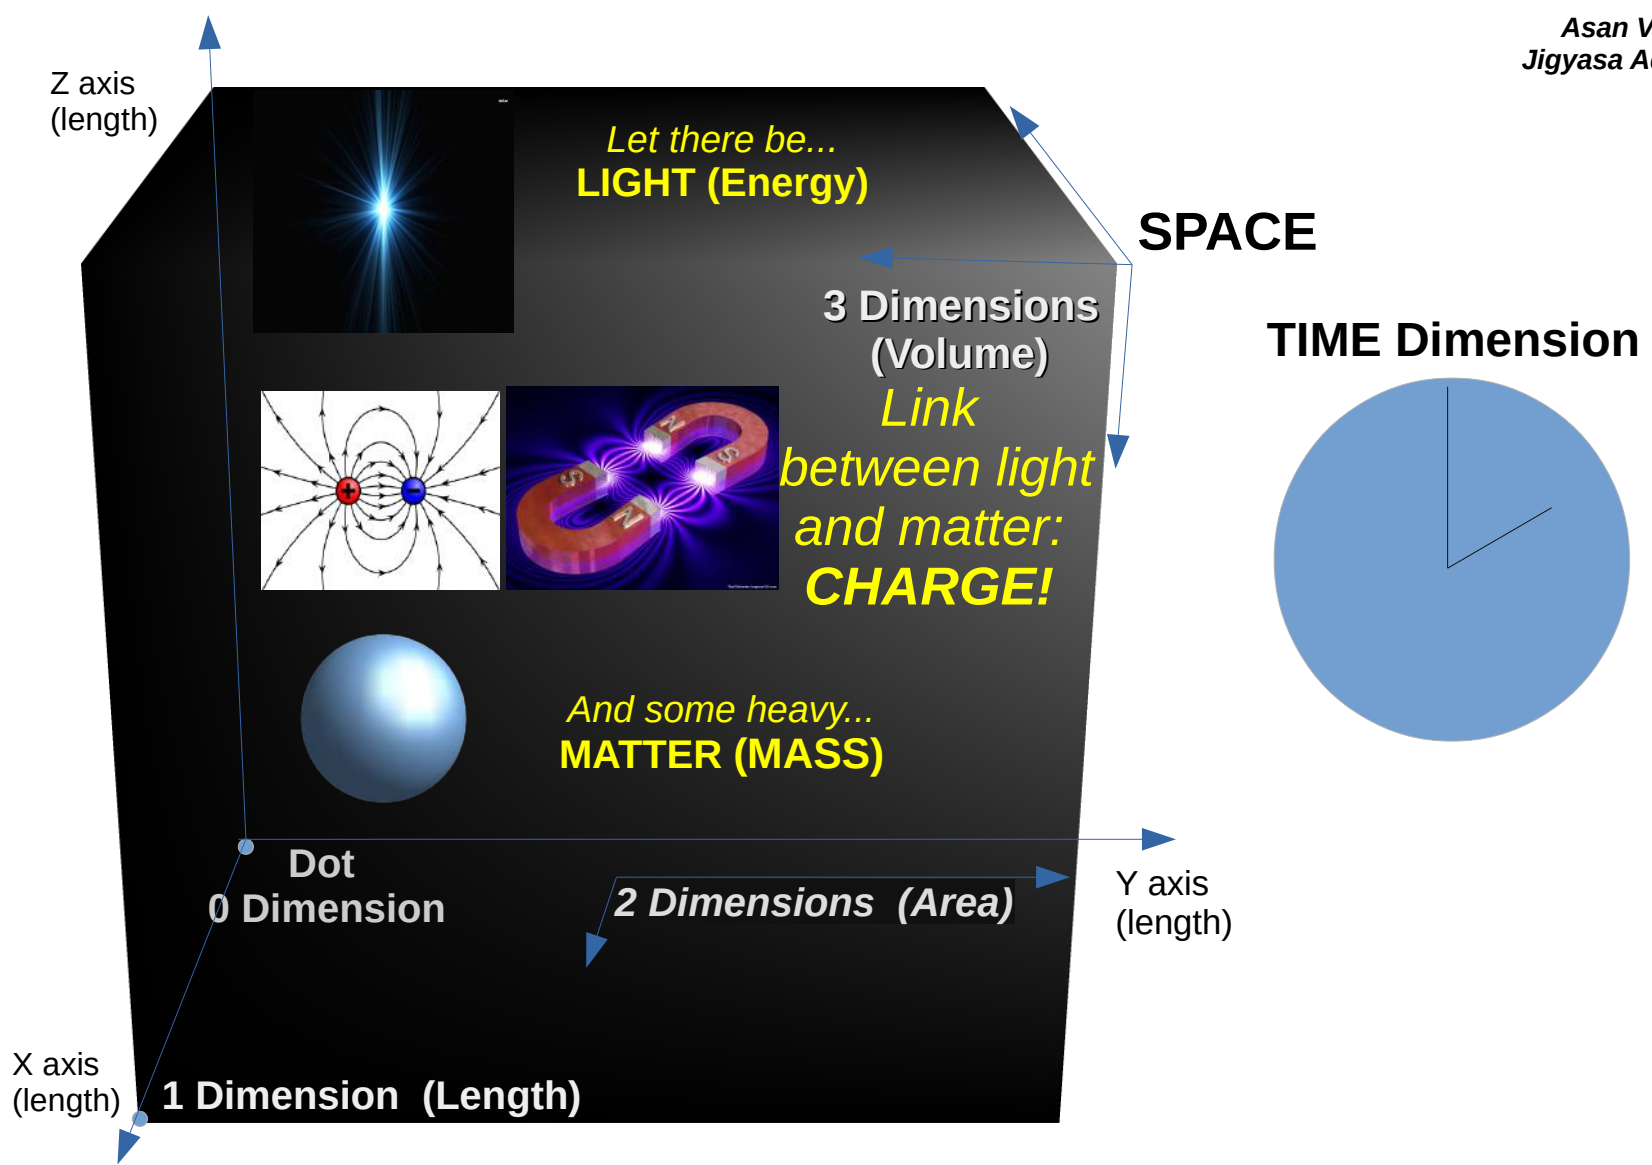 Asan V
Jigyasa A
Z axis
(length)
Let there be...
LIGHT (Energy)
SPACE
3 Dimensions
(Volume)
TIME Dimension
Link
between light
and matter:
CHARGE!
+
-
N
S
S
N
And some heavy...
MATTER (MASS)
Dot
0 Dimension
2 Dimensions (Area)
Y axis
(length)
X axis
(length)
1 Dimension (Length)